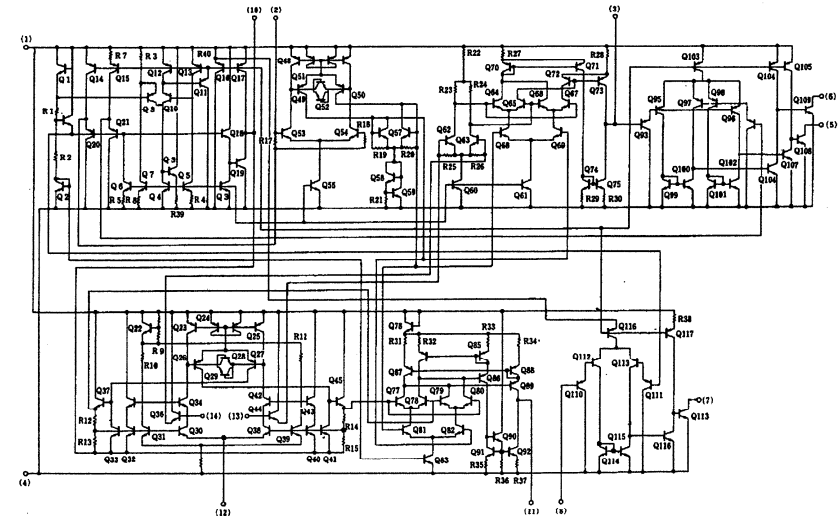 (10) (2) (3)
(1)
R7 R3 R40 Q48 R22 R27 R28 Q103
Q1 Q14 Q15 Q12 Q13 Q16 Q17 Q51 Q70 Q71 Q104 Q105
Q11 Q49 Q52 Q50 R23 R24 Q64 Q72 Q73
Q8 Q10 Q65 Q68 Q67 Q95 Q97 Q98 Q96 Q109 (6)
R1 Q21 Q18 R17 Q53 Q54 R18 Q57 Q62 Q63 Q68 Q69 Q93 (5)
Q20 R19 R20 Q108
R2 Q9 Q19 Q58 R25 R26 Q74 Q75 Q100 Q102 Q107
Q2 Q6 Q7 Q4 Q5 Q3 Q55 Q59 Q60 Q61 Q104
R5 R8 R39 R4 R21 R29 R30 Q99 Q101
Q22 Q23 Q24 Q25 Q78 R33 R38
R9 R11 R31 R32 Q85 R34 Q116 Q117
R10 Q26 Q28 Q27 Q29 Q87 Q86 Q88 Q112 Q113
Q37 Q34 Q42 Q43 Q45 Q77 Q78 Q79 Q80 Q89 Q110 Q111
R12 Q36 (14) (13) Q44 R14 (7)
R13 Q31 Q30 Q38 Q39 R15 Q81 Q82 Q90 Q115 Q116 Q113
Q33 Q32 Q40 Q41 Q83 Q91 Q92 Q114
(4) R35 R36 R37
(12) (11) (8)